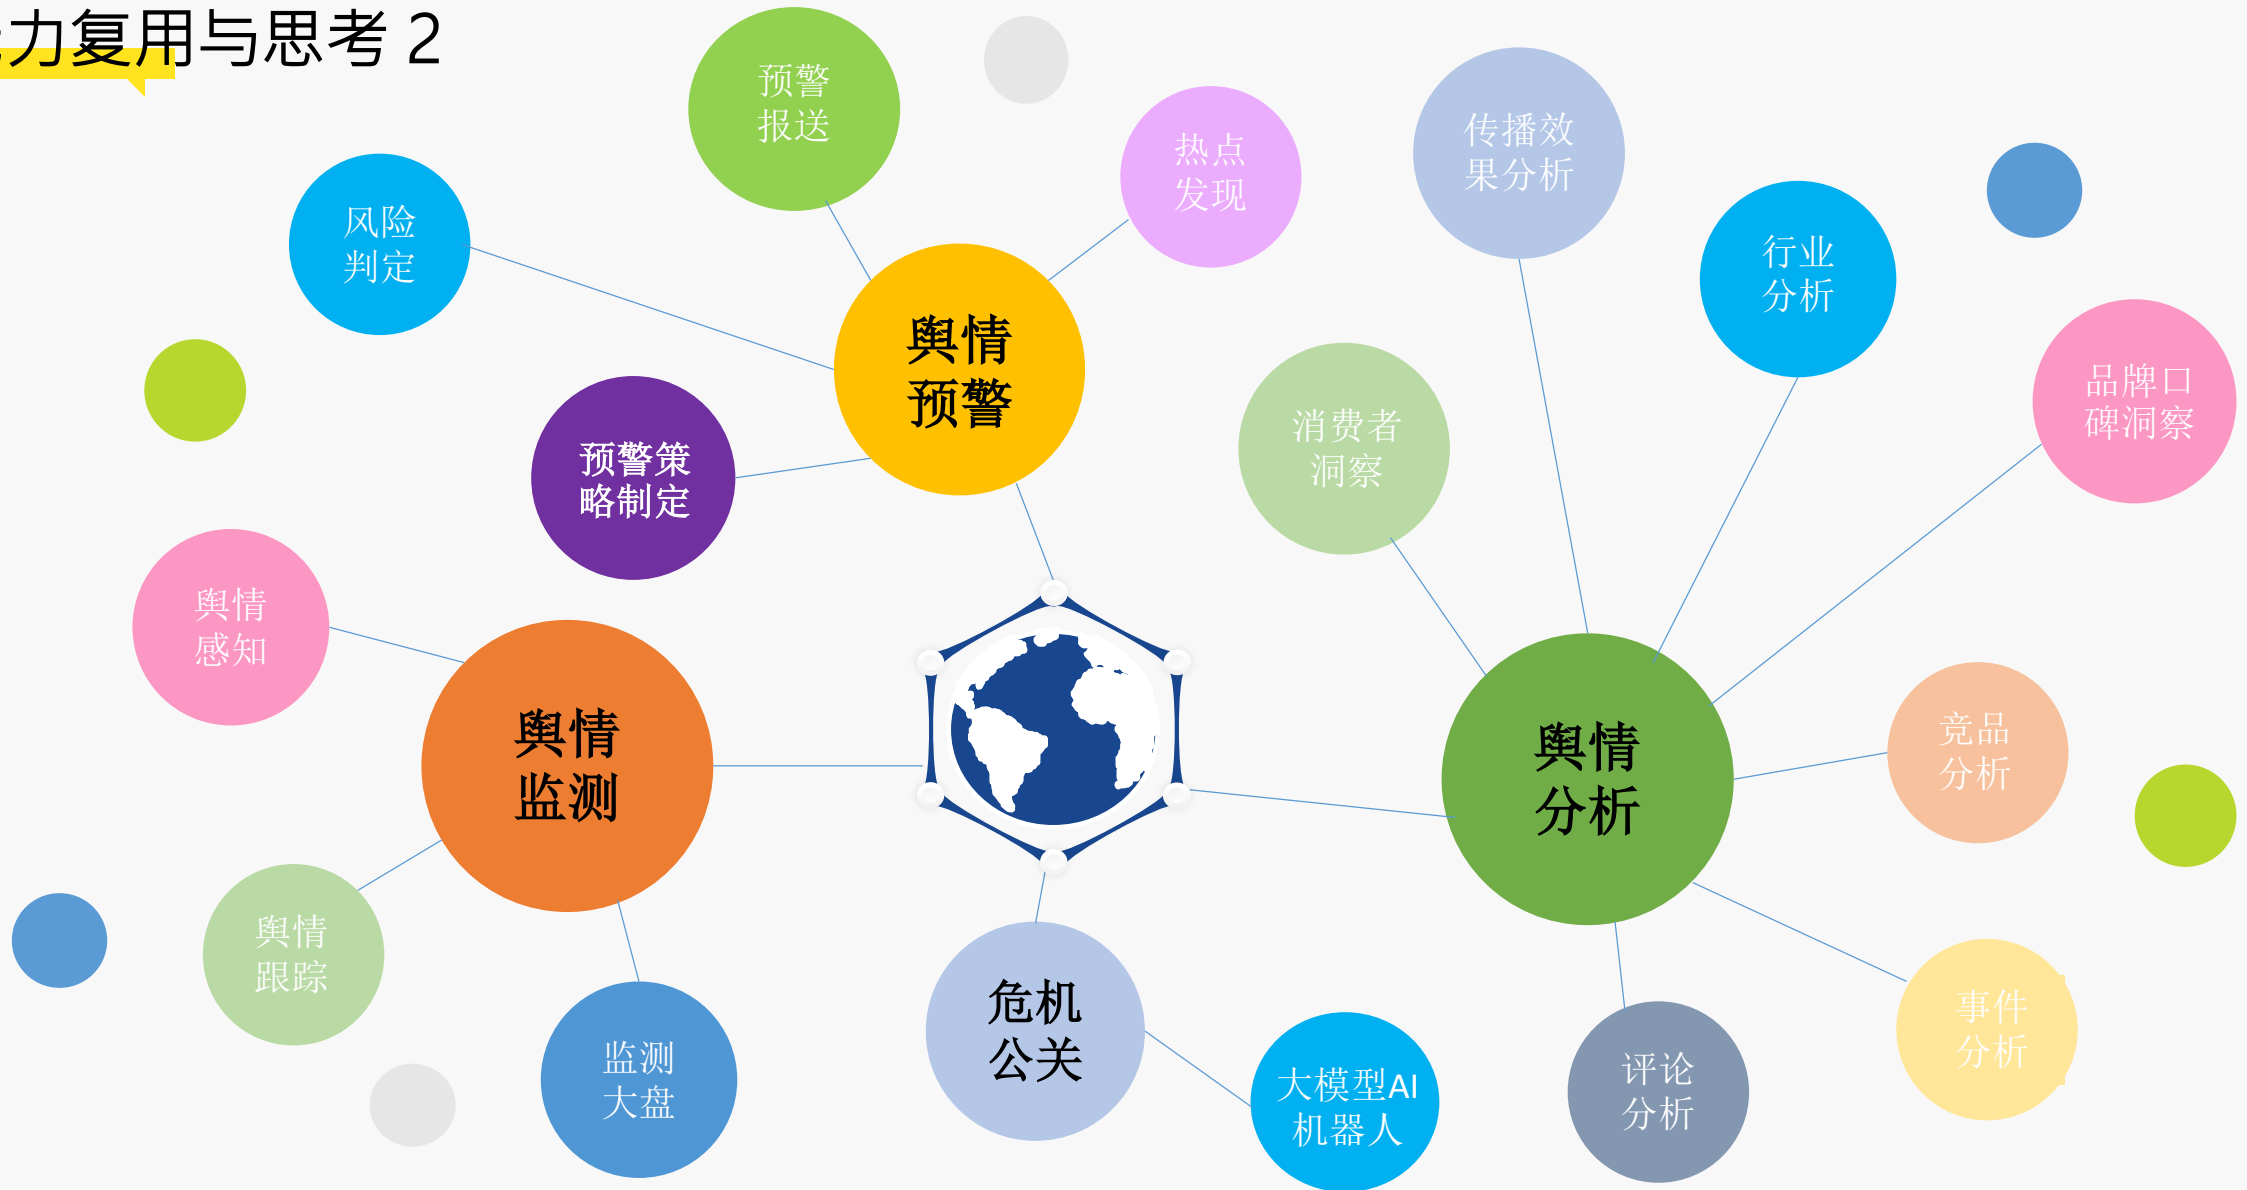 力复用与思考 2
预警
报送
热点
发现
传播效
果分析
风险
判定
行业
分析
舆情
预警
品牌口
碑洞察
消费者
洞察
预警策
略制定
舆情
感知
舆情
监测
舆情
分析
竞品
分析
舆情
跟踪
监测
大盘
危机
公关
大模型AI
机器人
评论
分析
事件
分析